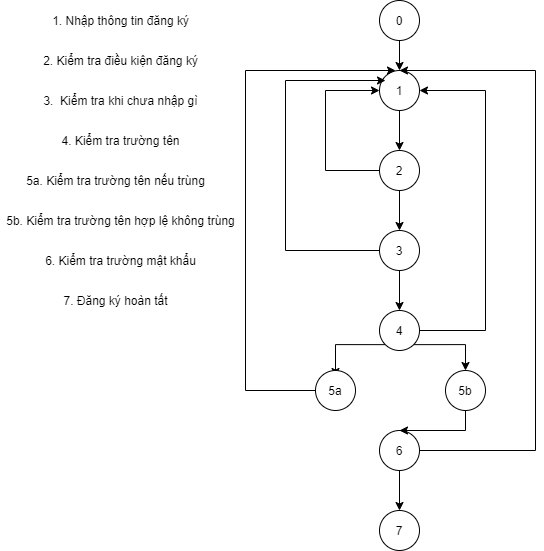 1. Nhập thông tin đăng ký
2. Kiểm tra điều kiện đăng ký
3. Kiểm tra khi chưa nhập gì
4. Kiểm tra trường tên
5a. Kiểm tra trường tên nếu trùng
5b. Kiểm tra trường tên hợp lệ không trùng
6. Kiểm tra trường mật khẩu
7. Đăng ký hoàn tất
0
1
2
3
4
5a
5b
6
7